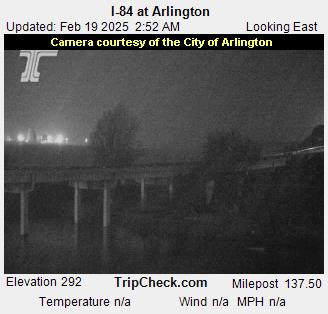 I-84 at Arlington
Updated: Feb 19 2025 2:52 AM Looking East
Camera courtesy of the City of Arlington
Elevation 292 TripCheck.com Milepost 137.50
Temperature n/a Wind n/a MPH n/a